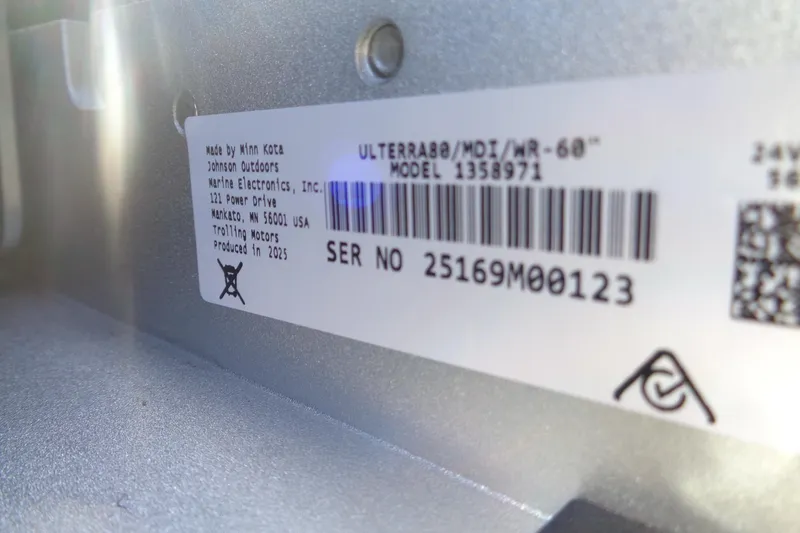 Made by Minn Kota
Johnson Outdoors
Marine Electronics, Inc.
121 Power Drive
Mankato, MN 56001 USA
Trolling Motors
Produced in 2025
ULTERRA80/MDI/WR-60"
MODEL 1358971
SER NO 25169M00123
24V